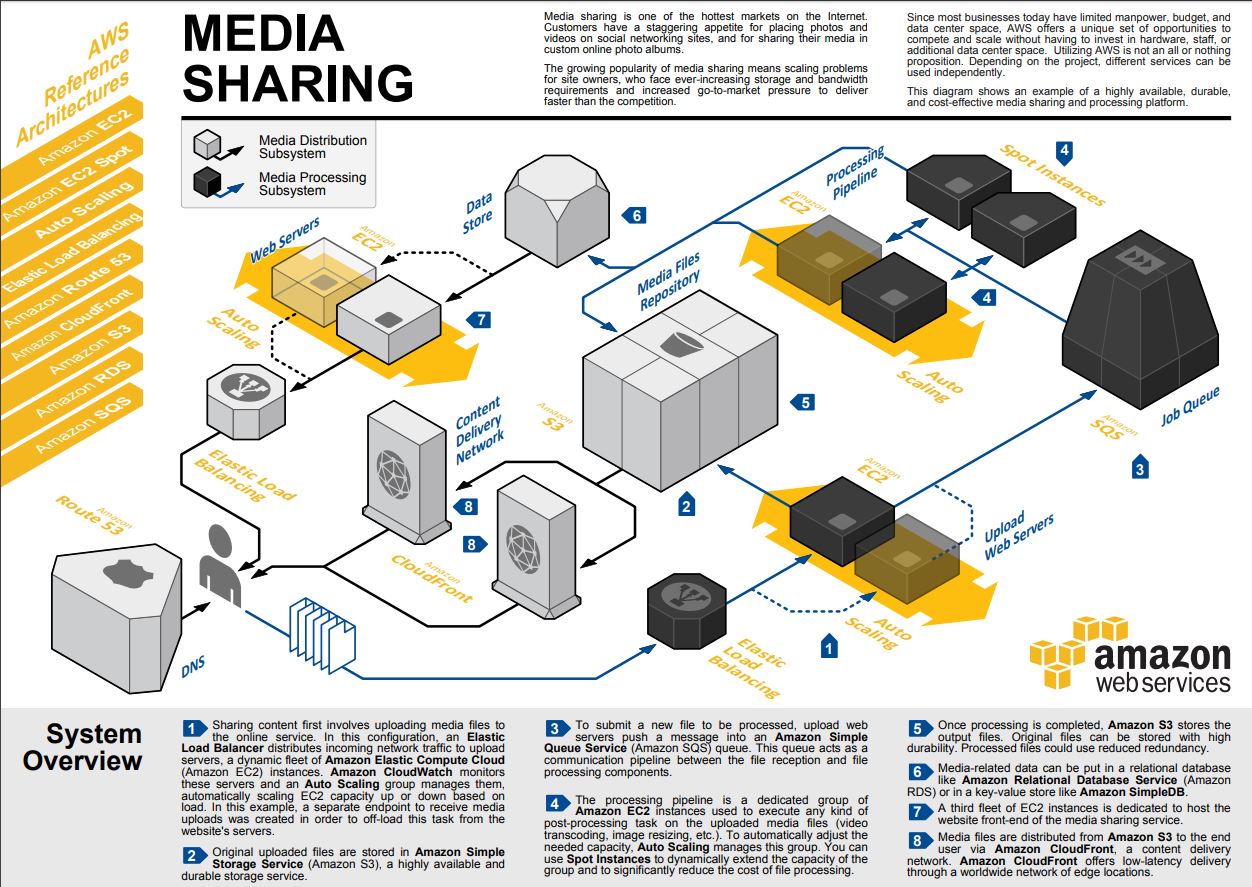 AWS
Reference
Architectures
Amazon EC2
Amazon EC2 Spot
Auto Scaling
Elastic Load Balancing
Amazon Route 53
Amazon CloudFront
Amazon S3
Amazon RDS
Amazon SQS
MEDIA
SHARING
Media sharing is one of the hottest markets on the Internet.
Customers have a staggering appetite for placing photos and
videos on social networking sites, and for sharing their media in
custom online photo albums.
The growing popularity of media sharing means scaling problems
for site owners, who face ever-increasing storage and bandwidth
requirements and increased go-to-market pressure to deliver
faster than the competition.
Since most businesses today have limited manpower, budget, and
data center space, AWS offers a unique set of opportunities to
compete and scale without having to invest in hardware, staff, or
additional data center space. Utilizing AWS is not an all or nothing
proposition. Depending on the project, different services can be
used independently.
This diagram shows an example of a highly available, durable,
and cost-effective media sharing and processing platform.
Media Distribution
Subsystem
Media Processing
Subsystem
Data
Store
6
Web Servers
Amazon
EC2
Auto
Scaling
7
Processing
Pipeline
Amazon
EC2
4
Spot Instances
4
Auto
Scaling
Media Files
Repository
Amazon
S3
5
2
Job Queue
Amazon
SQS
3
Elastic Load
Balancing
Content
Delivery
Network
8
8
Amazon
CloudFront
Amazon
Route 53
DNS
Amazon
EC2
Upload
Web Servers
Auto
Scaling
1
Elastic
Load
Balancing
amazon
web services
System
Overview
1 Sharing content first involves uploading media files to
the online service. In this configuration, an Elastic
Load Balancer distributes incoming network traffic to upload
servers, a dynamic fleet of Amazon Elastic Compute Cloud
(Amazon EC2) instances. Amazon CloudWatch monitors
these servers and an Auto Scaling group manages them,
automatically scaling EC2 capacity up or down based on
load. In this example, a separate endpoint to receive media
uploads was created in order to off-load this task from the
website's servers.
2 Original uploaded files are stored in Amazon Simple
Storage Service (Amazon S3), a highly available and
durable storage service.
3 To submit a new file to be processed, upload web
servers push a message into an Amazon Simple
Queue Service (Amazon SQS) queue. This queue acts as a
communication pipeline between the file reception and file
processing components.
4 The processing pipeline is a dedicated group of
Amazon EC2 instances used to execute any kind of
post-processing task on the uploaded media files (video
transcoding, image resizing, etc.). To automatically adjust the
needed capacity, Auto Scaling manages this group. You can
use Spot Instances to dynamically extend the capacity of the
group and to significantly reduce the cost of file processing.
5 Once processing is completed, Amazon S3 stores the
output files. Original files can be stored with high
durability. Processed files could use reduced redundancy.
6 Media-related data can be put in a relational database
like Amazon Relational Database Service (Amazon
RDS) or in a key-value store like Amazon SimpleDB.
7 A third fleet of EC2 instances is dedicated to host the
website front-end of the media sharing service.
8 Media files are distributed from Amazon S3 to the end
user via Amazon CloudFront, a content delivery
network. Amazon CloudFront offers low-latency delivery
through a worldwide network of edge locations.